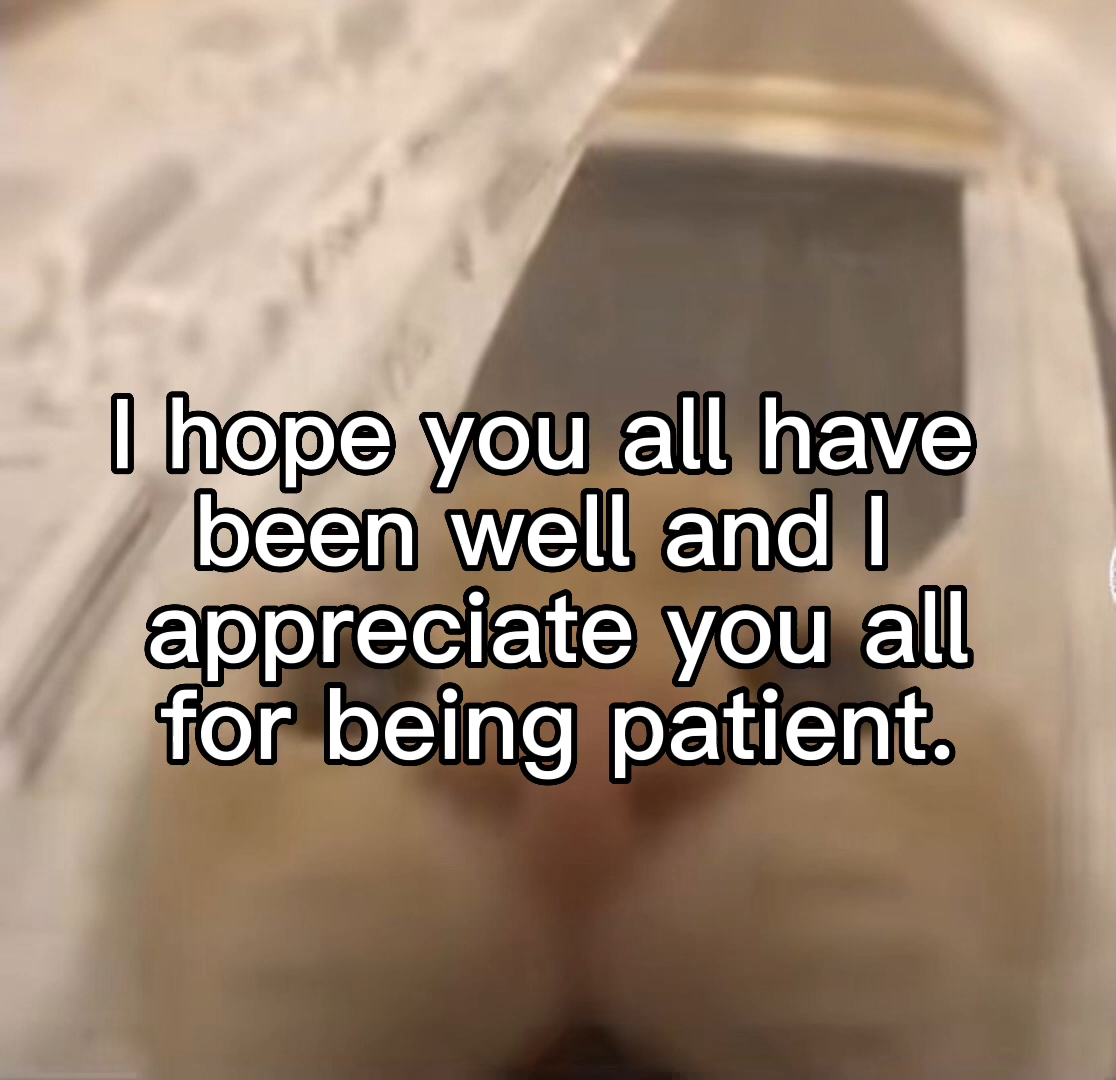 I hope you all have
been well and I
appreciate you all
for being patient.